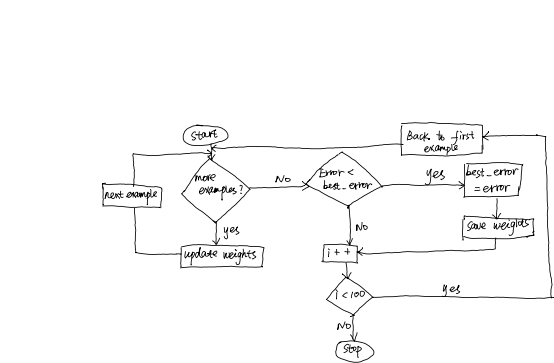 Start
Back to first
example
more
examples?
No
Error <
best_error
yes
best_error
= error
next example
yes
No
save weights
update weights
i++
i < 100
yes
No
Stop